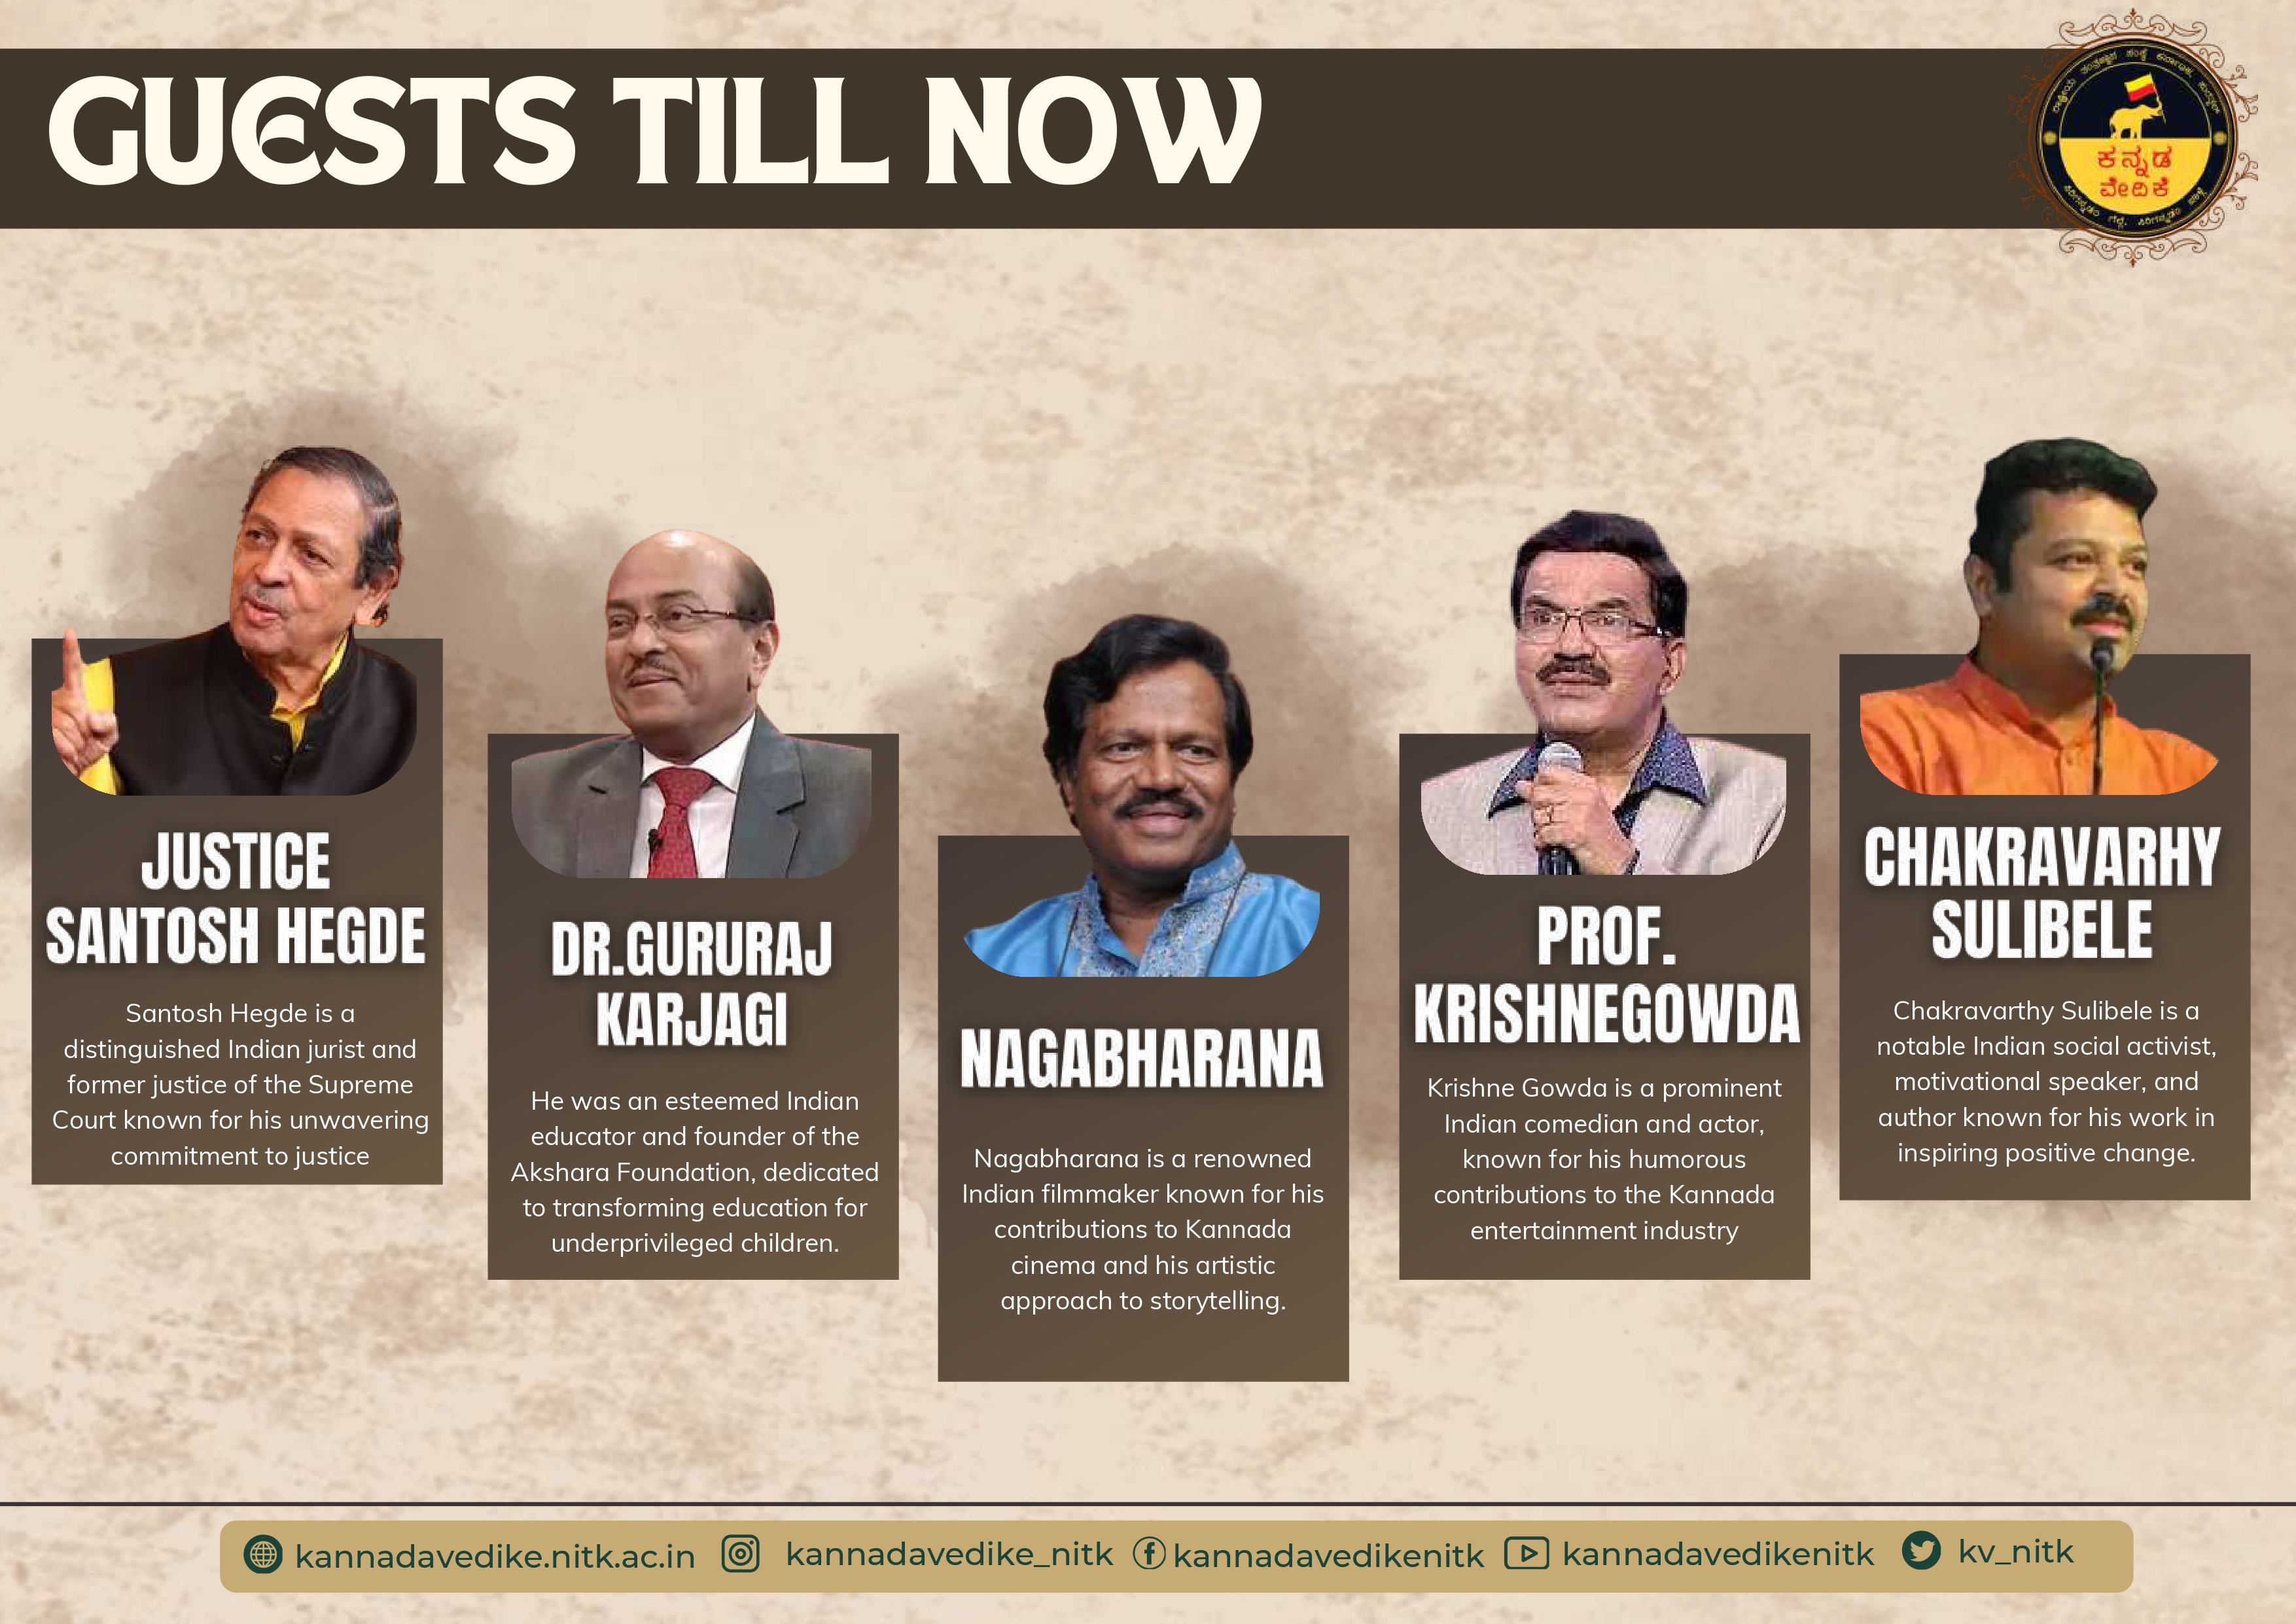 GUESTS TILL NOW
ಕನ್ನಡ
ವೇದಿಕೆ
JUSTICE
SANTOSH HEGDE
Santosh Hegde is a
distinguished Indian jurist and
former justice of the Supreme
Court known for his unwavering
commitment to justice
DR.GURURAJ
KARJAGI
He was an esteemed Indian
educator and founder of the
Akshara Foundation, dedicated
to transforming education for
underprivileged children.
NAGABHARANA
Nagabharana is a renowned
Indian filmmaker known for his
contributions to Kannada
cinema and his artistic
approach to storytelling.
PROF.
KRISHNEGOWDA
Krishne Gowda is a prominent
Indian comedian and actor,
known for his humorous
contributions to the Kannada
entertainment industry
CHAKRAVARHY
SULIBELE
Chakravarthy Sulibele is a
notable Indian social activist,
motivational speaker, and
author known for his work in
inspiring positive change.
kannadavedike.nitk.ac.in kannadavedike_nitk kannadavedikenitk kannadavedikenitk kv_nitk